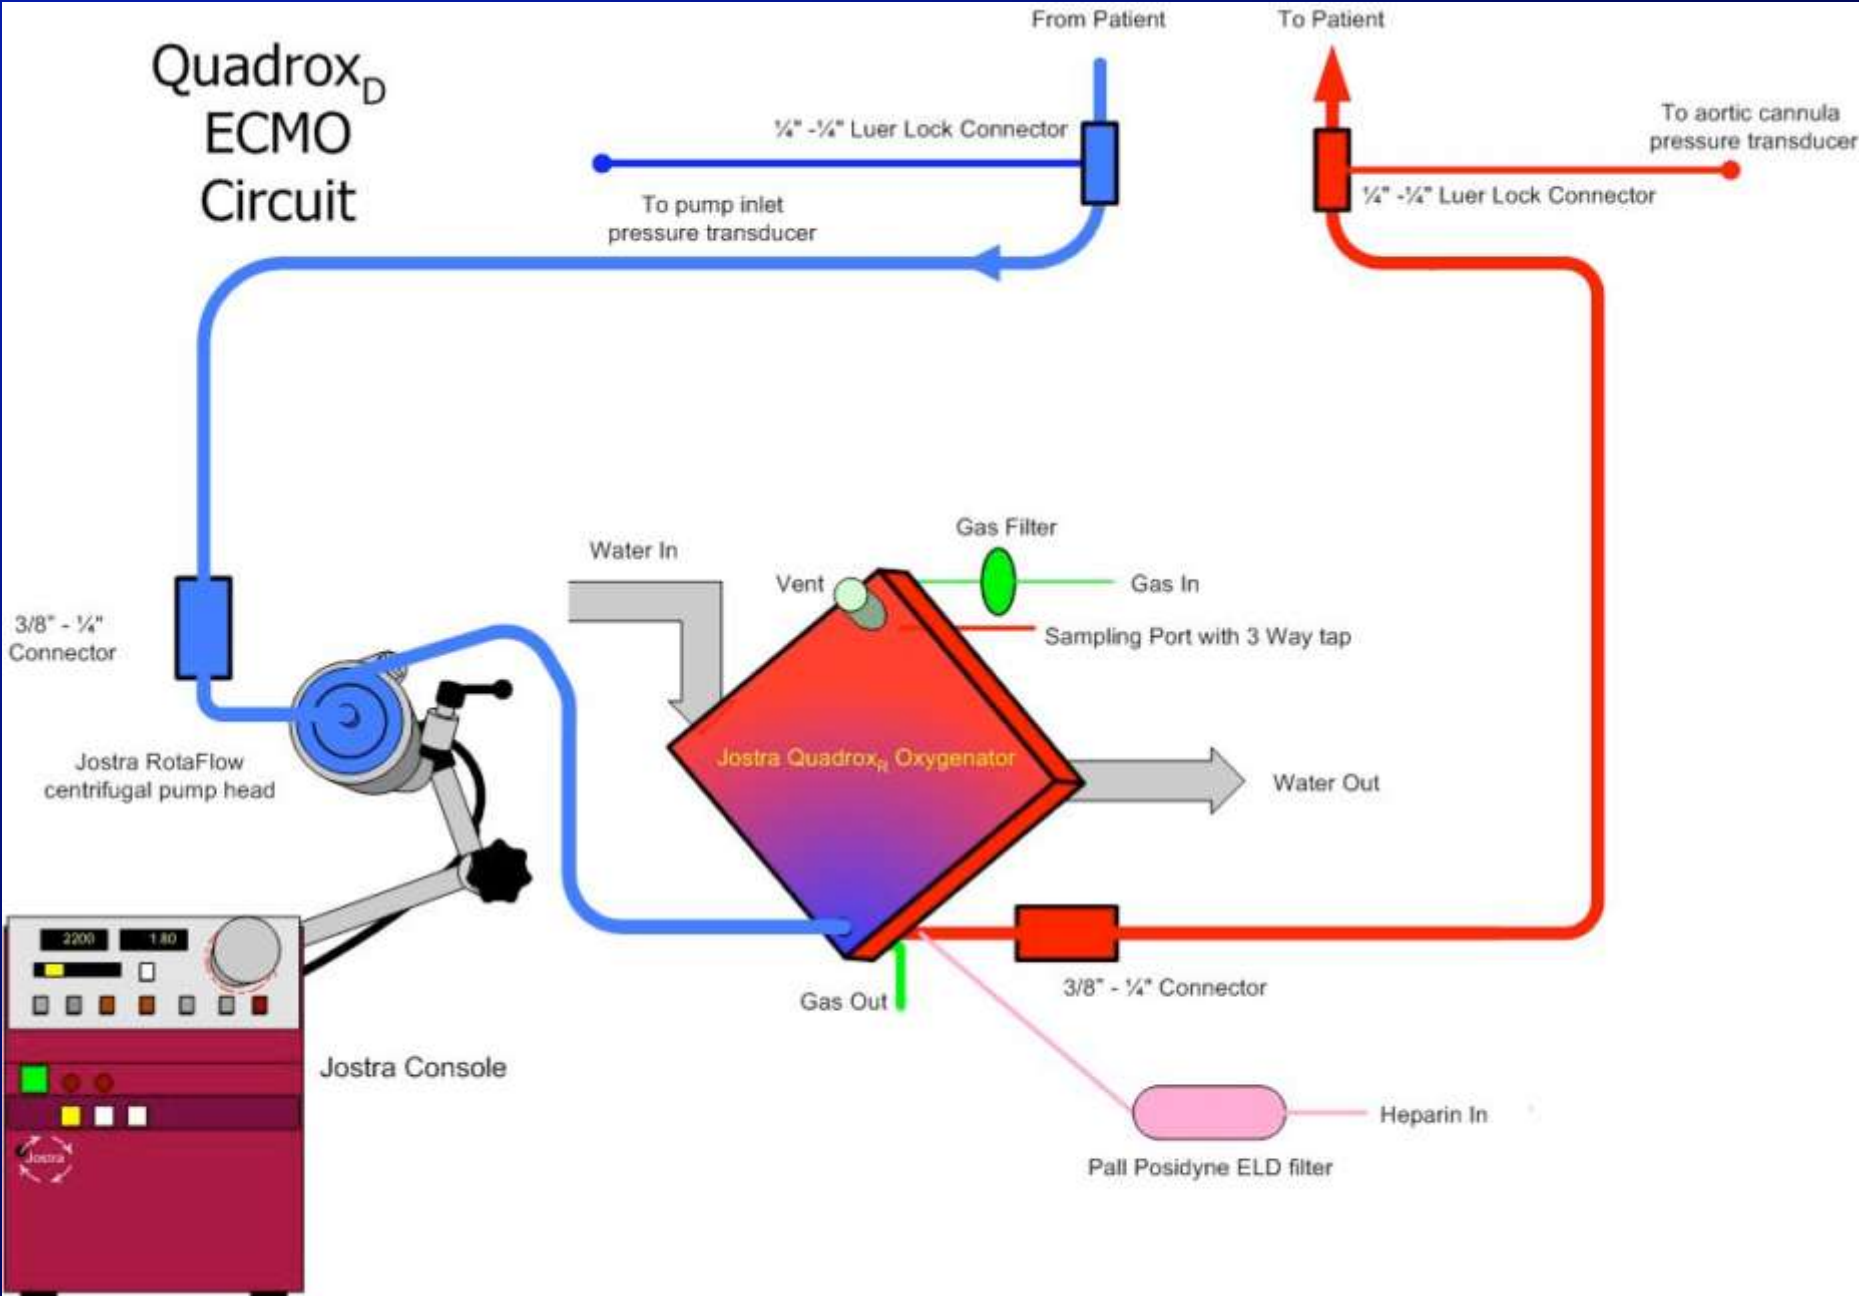 Quadrox_D
ECMO
Circuit
From Patient
To Patient
¼" -¼" Luer Lock Connector
To pump inlet
pressure transducer
To aortic cannula
pressure transducer
¼" -¼" Luer Lock Connector
3/8" - ¼"
Connector
Jostra RotaFlow
centrifugal pump head
Water In
Vent
Gas Filter
Gas In
Sampling Port with 3 Way tap
Jostra Quadrox_R Oxygenator
Water Out
3/8" - ¼" Connector
Gas Out
Heparin In
Pall Posidyne ELD filter
2200
1.80
Jostra Console
Jostra